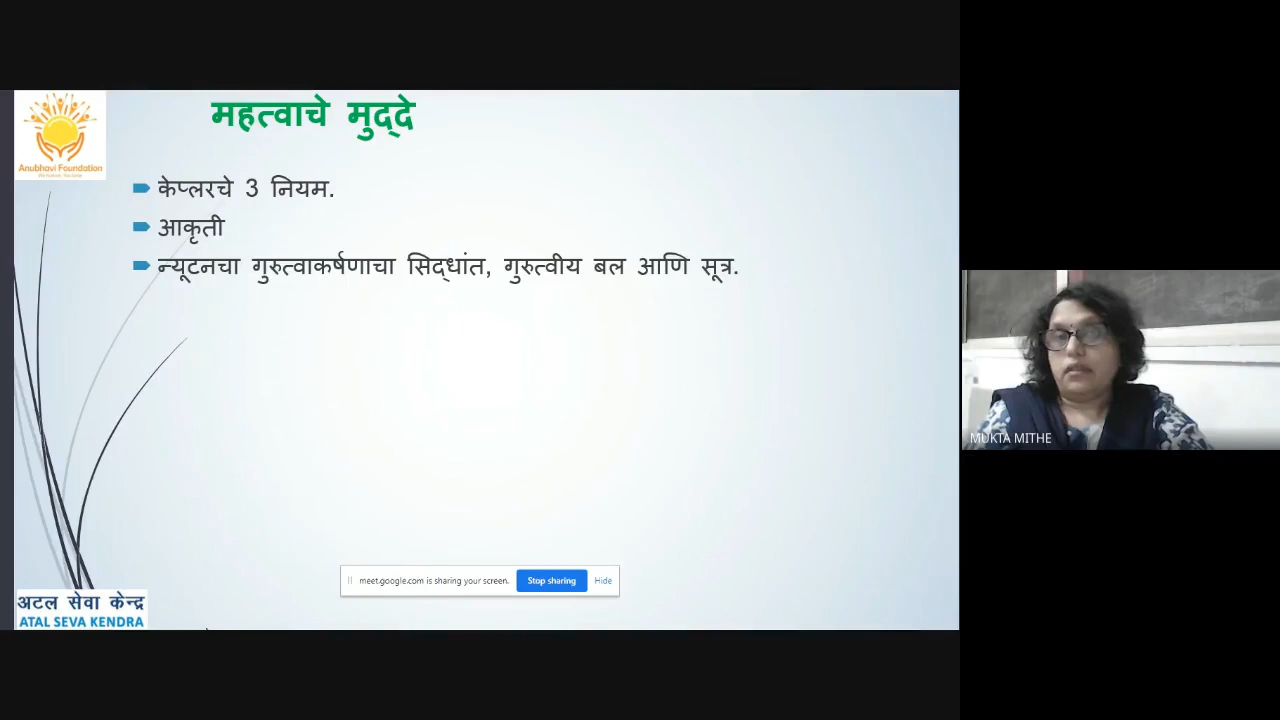 महत्वाचे मुद्‌दे
Anubhavi Foundation
केप्लरचे 3 नियम.
आकृती
न्यूटनचा गुरुत्वाकर्षणाचा सिद्‌धांत, गुरुत्वीय बल आणि सूत्र.
MUKTA MITHE
meet.google.com is sharing your screen. Stop sharing Hide
अटल सेवा केन्द्र
ATAL SEVA KENDRA